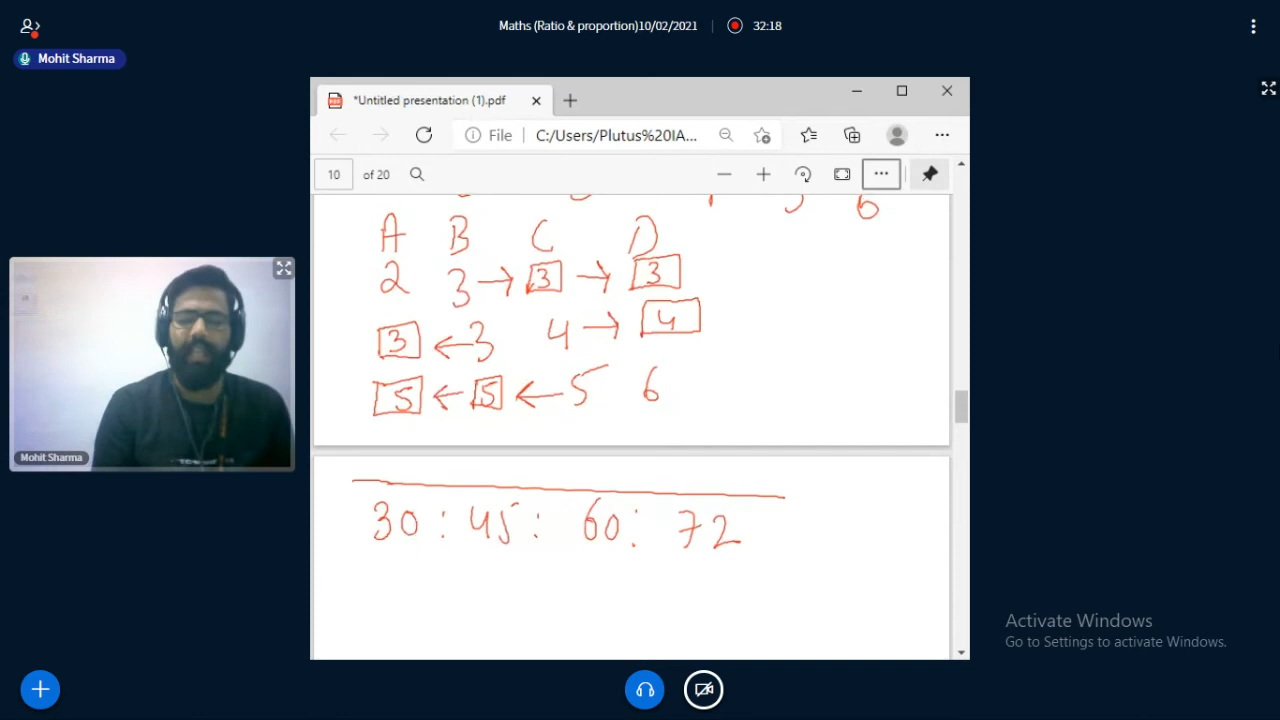 Maths (Ratio & proportion)10/02/2021 32:18
Mohit Sharma
*Untitled presentation (1).pdf
File C:/Users/Plutus%20IA...
10 of 20
6
A B C D
2 3 → 3 → 3
3 ← 3 4 → 4
5 ← 5 ← 5 6
30 : 45 : 60 : 72
Mohit Sharma
Activate Windows
Go to Settings to activate Windows.